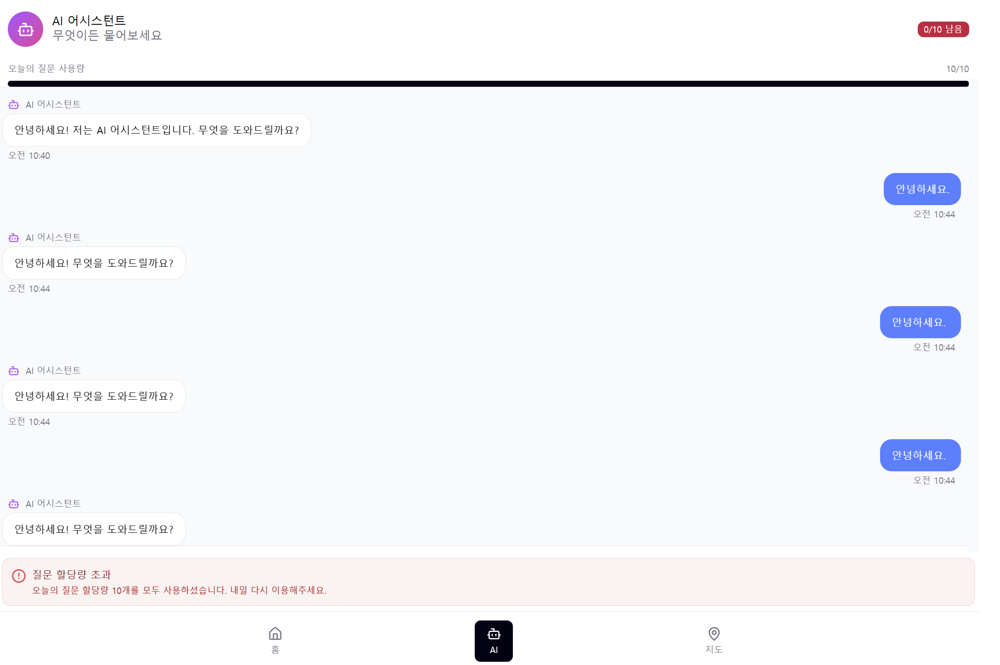 AI 어시스턴트
무엇이든 물어보세요
0/10 남음
오늘의 질문 사용량
10/10
AI 어시스턴트
안녕하세요! 저는 AI 어시스턴트입니다. 무엇을 도와드릴까요?
오전 10:40
안녕하세요.
오전 10:44
AI 어시스턴트
안녕하세요! 무엇을 도와드릴까요?
오전 10:44
안녕하세요.
오전 10:44
AI 어시스턴트
안녕하세요! 무엇을 도와드릴까요?
오전 10:44
안녕하세요.
오전 10:44
AI 어시스턴트
안녕하세요! 무엇을 도와드릴까요?
질문 할당량 초과
오늘의 질문 할당량 10개를 모두 사용하셨습니다. 내일 다시 이용해주세요.
홈
AI
지도